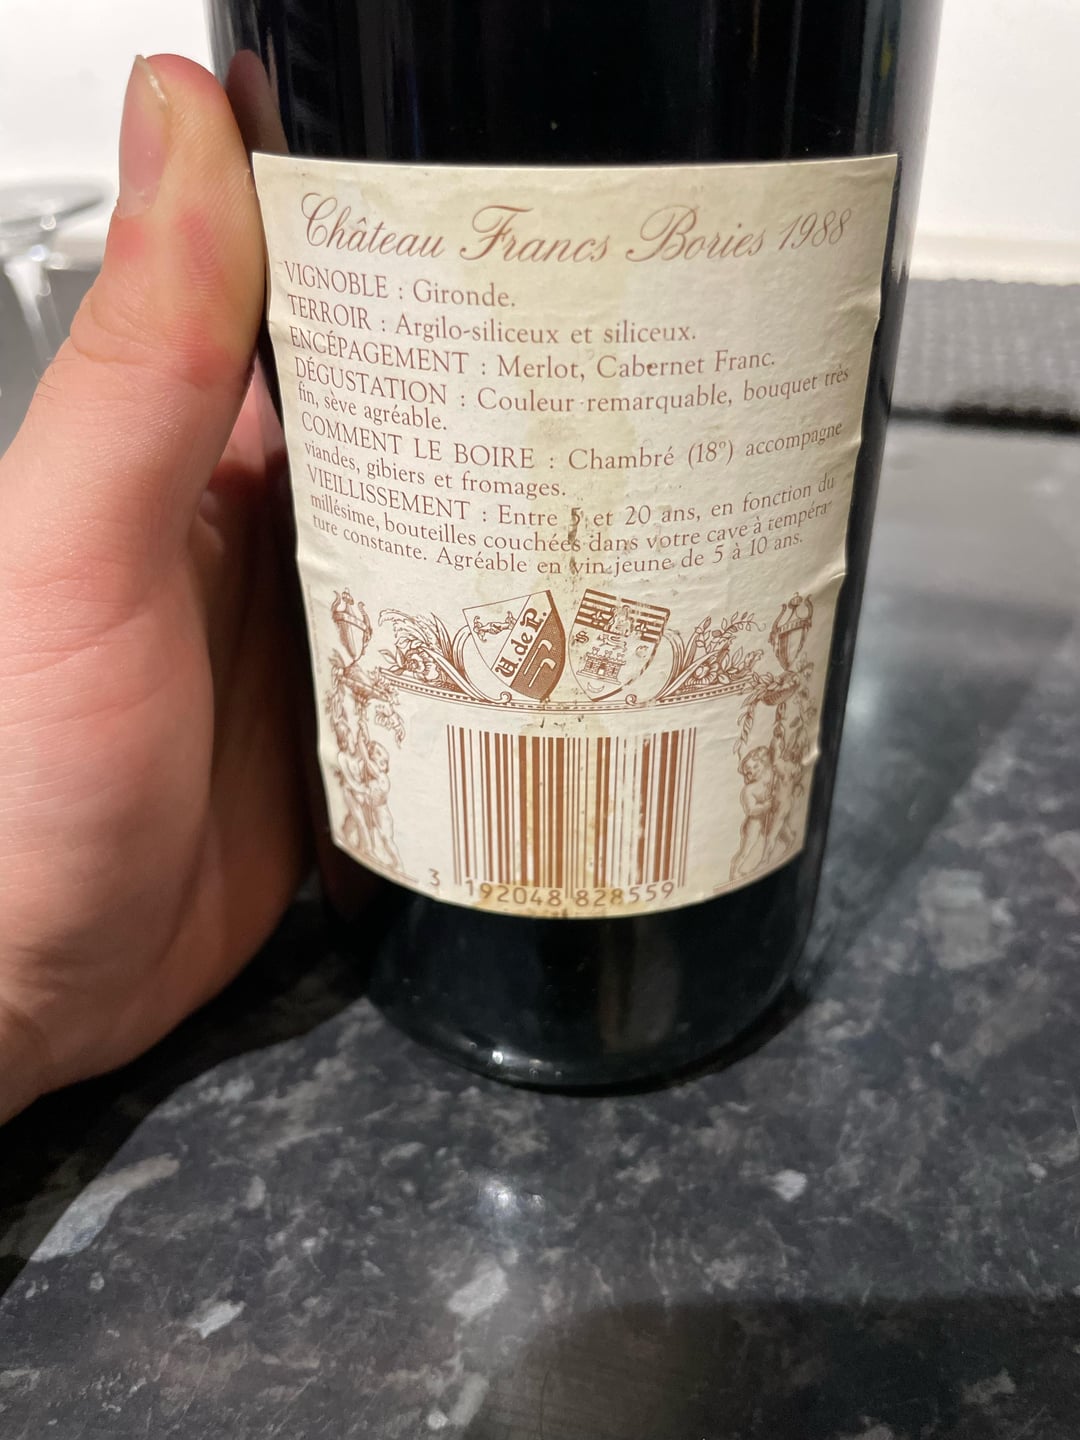 Château Francs Bories 1988
VIGNOBLE : Gironde.
TERROIR : Argilo-siliceux et siliceux.
ENCÉPAGEMENT : Merlot, Cabernet Franc.
DÉGUSTATION : Couleur remarquable, bouquet très
fin, sève agréable.
COMMENT LE BOIRE : Chambré (18°) accompagne
viandes, gibiers et fromages.
VIEILLISSEMENT : Entre 5 et 20 ans, en fonction du
millésime, bouteilles couchées dans votre cave à tempéra-
ture constante. Agréable en vin jeune de 5 à 10 ans.
U. de P.
3 192048 828559